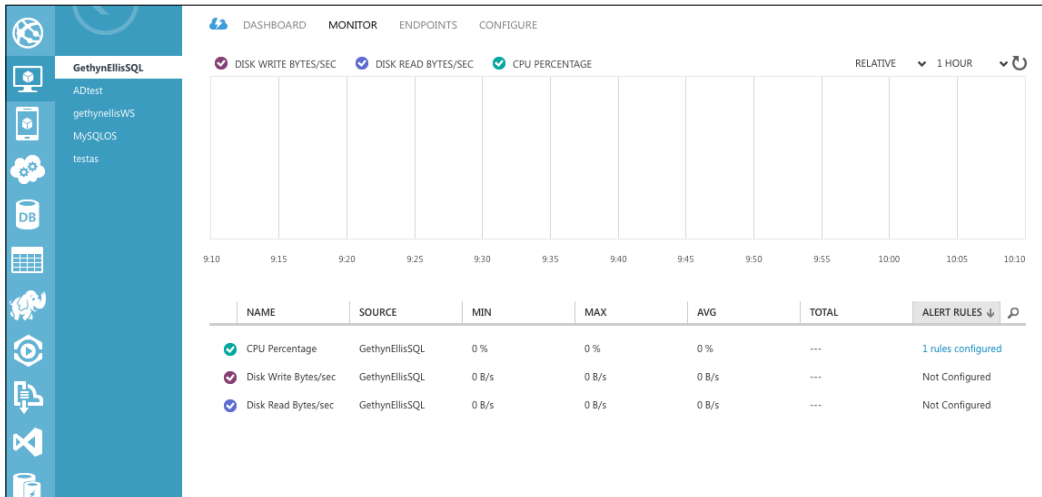 DASHBOARD MONITOR ENDPOINTS CONFIGURE
GethynEllisSQL
ADtest
gethynellisWS
MySQLOS
testas
DB
DISK WRITE BYTES/SEC DISK READ BYTES/SEC CPU PERCENTAGE RELATIVE 1 HOUR
9:10 9:15 9:20 9:25 9:30 9:35 9:40 9:45 9:50 9:55 10:00 10:05 10:10
NAME SOURCE MIN MAX AVG TOTAL ALERT RULES
CPU Percentage GethynEllisSQL 0 % 0 % 0 % --- 1 rules configured
Disk Write Bytes/sec GethynEllisSQL 0 B/s 0 B/s 0 B/s --- Not Configured
Disk Read Bytes/sec GethynEllisSQL 0 B/s 0 B/s 0 B/s --- Not Configured